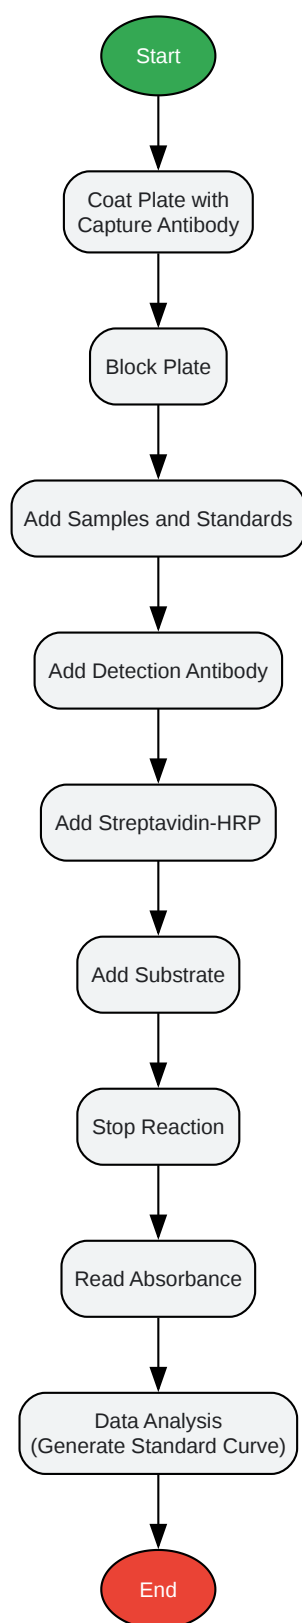 Start
Coat Plate with
Capture Antibody
Block Plate
Add Samples and Standards
Add Detection Antibody
Add Streptavidin-HRP
Add Substrate
Stop Reaction
Read Absorbance
Data Analysis
(Generate Standard Curve)
End